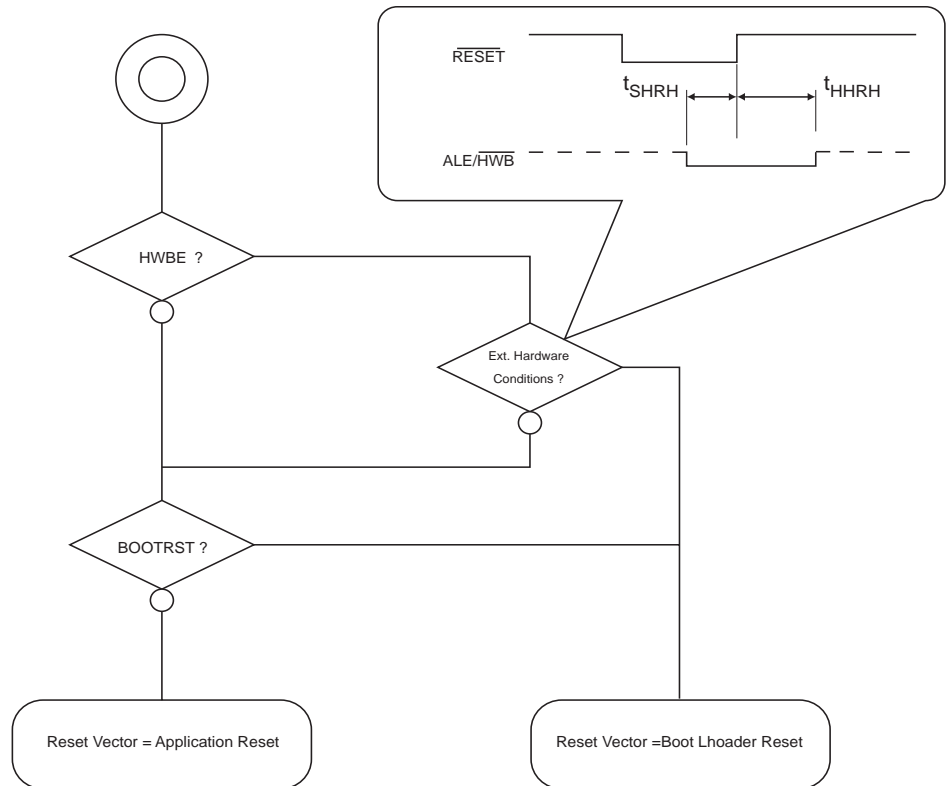 RESET
tSHRH
tHHRH
ALE/HWB
HWBE ?
Ext. Hardware
Conditions ?
BOOTRST ?
Reset Vector = Application Reset
Reset Vector =Boot Lhoader Reset